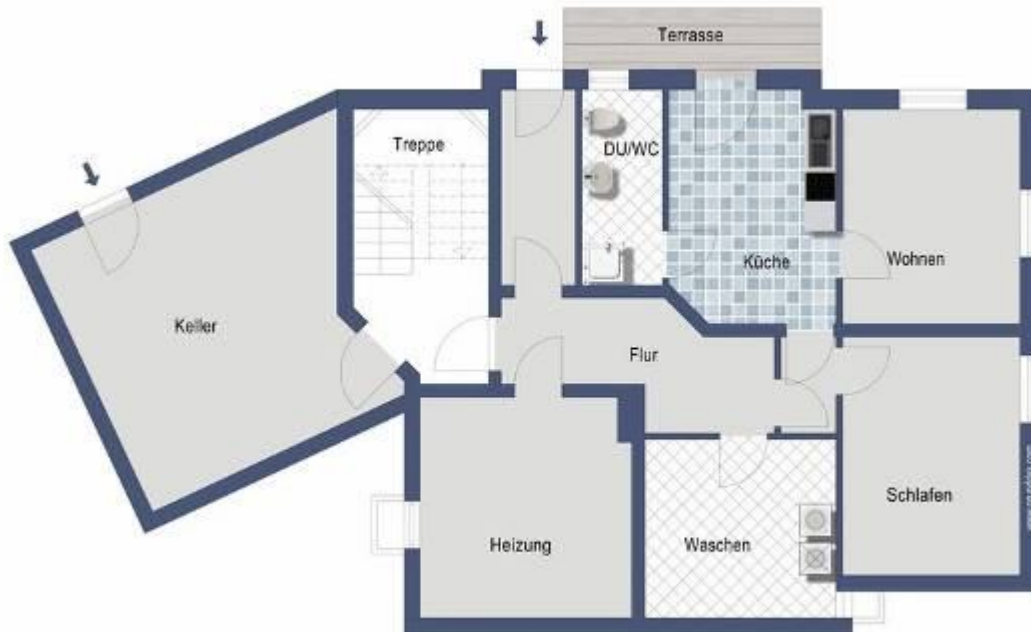 Terrasse
Treppe
DU/WC
Küche
Wohnen
Keller
Flur
Schlafen
Heizung
Waschen